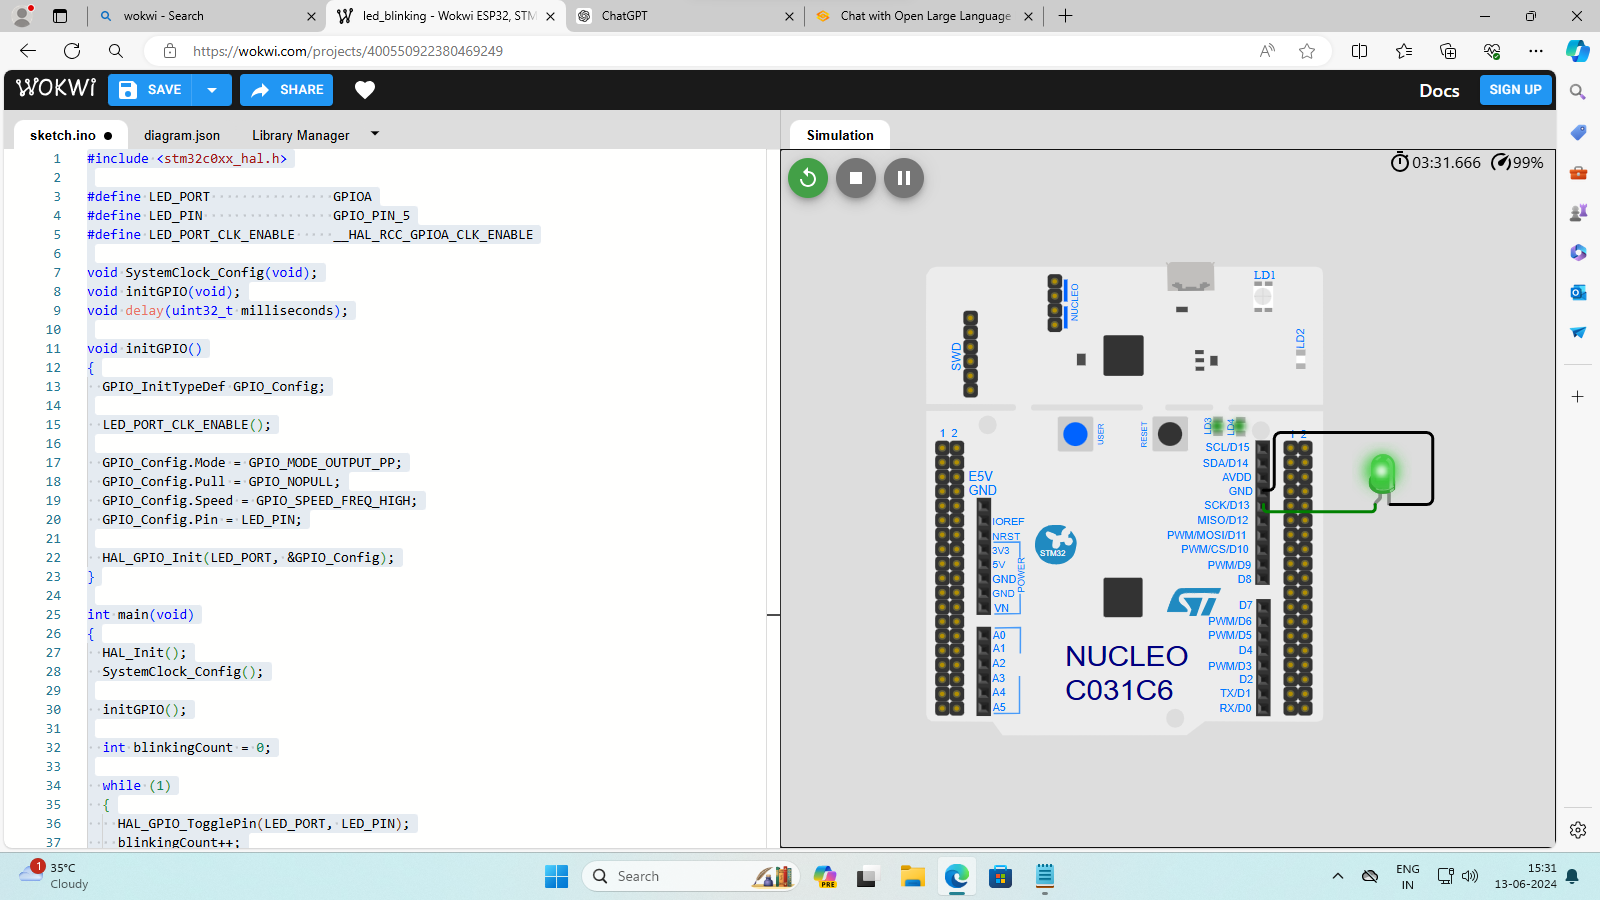 wokwi - Search
led_blinking - Wokwi ESP32, STM
ChatGPT
Chat with Open Large Language
https://wokwi.com/projects/400550922380469249
WOKWI
SAVE
SHARE
Docs
SIGN UP
sketch.ino
diagram.json
Library Manager
Simulation
1 #include <stm32c0xx_hal.h>
2
3 #define LED_PORT GPIOA
4 #define LED_PIN GPIO_PIN_5
5 #define LED_PORT_CLK_ENABLE __HAL_RCC_GPIOA_CLK_ENABLE
6
7 void SystemClock_Config(void);
8 void initGPIO(void);
9 void delay(uint32_t milliseconds);
10
11 void initGPIO()
12 {
13 GPIO_InitTypeDef GPIO_Config;
14
15 LED_PORT_CLK_ENABLE();
16
17 GPIO_Config.Mode = GPIO_MODE_OUTPUT_PP;
18 GPIO_Config.Pull = GPIO_NOPULL;
19 GPIO_Config.Speed = GPIO_SPEED_FREQ_HIGH;
20 GPIO_Config.Pin = LED_PIN;
21
22 HAL_GPIO_Init(LED_PORT, &GPIO_Config);
23 }
24
25 int main(void)
26 {
27 HAL_Init();
28 SystemClock_Config();
29
30 initGPIO();
31
32 int blinkingCount = 0;
33
34 while (1)
35 {
36 HAL_GPIO_TogglePin(LED_PORT, LED_PIN);
37 blinkingCount++;
03:31.666
99%
LD1
NUCLEO
SWD
LD2
USER
RESET
LD3
LD4
1 2
1 2
E5V
GND
IOREF
NRST
3V3
5V
GND
GND
VN
POWER
A0
A1
A2
A3
A4
A5
STM32
SCL/D15
SDA/D14
AVDD
GND
SCK/D13
MISO/D12
PWM/MOSI/D11
PWM/CS/D10
PWM/D9
D8
D7
PWM/D6
PWM/D5
D4
PWM/D3
D2
TX/D1
RX/D0
ST
NUCLEO
C031C6
1
35°C
Cloudy
Search
PRE
ENG
IN
15:31
13-06-2024